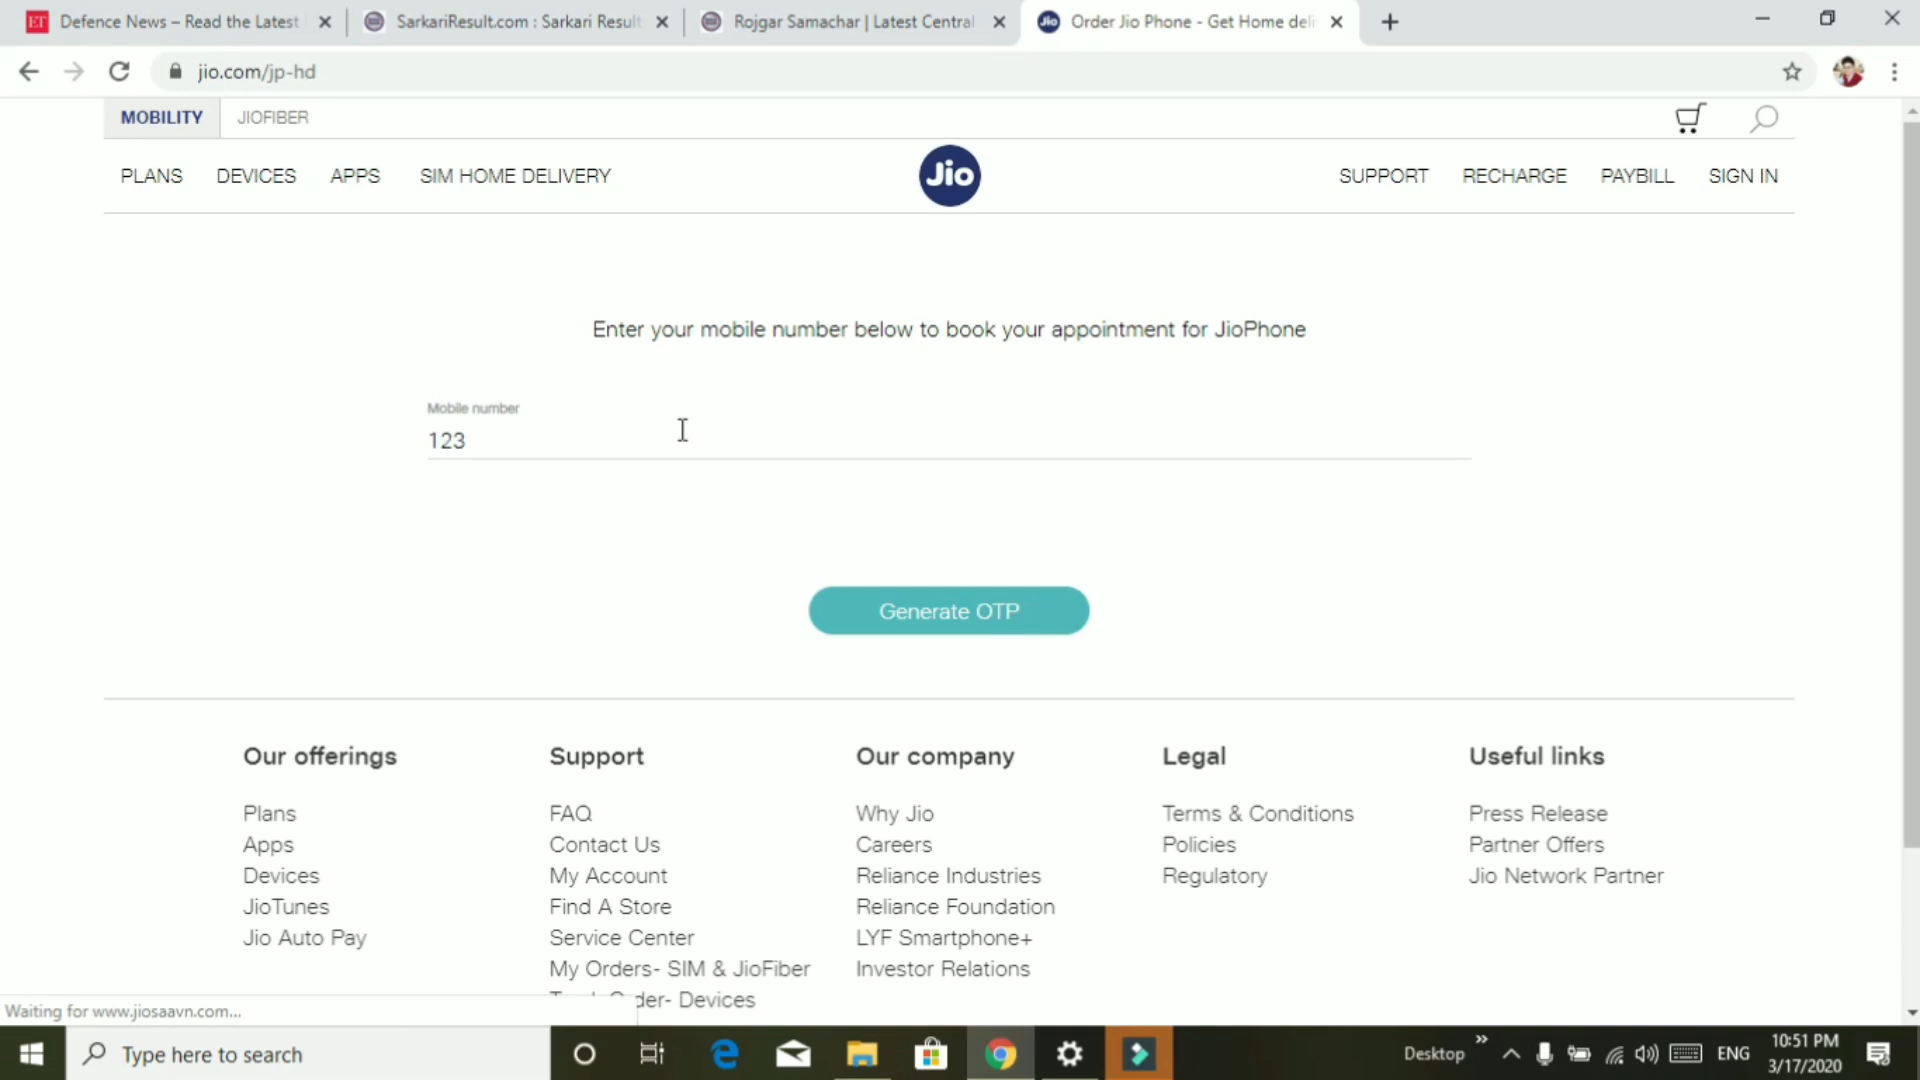 ET Defence News – Read the Latest
SarkariResult.com : Sarkari Result
Rojgar Samachar | Latest Central
Jio Order Jio Phone - Get Home deli
jio.com/jp-hd
MOBILITY JIOFIBER
PLANS DEVICES APPS SIM HOME DELIVERY Jio SUPPORT RECHARGE PAYBILL SIGN IN
Enter your mobile number below to book your appointment for JioPhone
Mobile number
123
Generate OTP
Our offerings
Plans
Apps
Devices
JioTunes
Jio Auto Pay
Support
FAQ
Contact Us
My Account
Find A Store
Service Center
My Orders- SIM & JioFiber
der- Devices
Our company
Why Jio
Careers
Reliance Industries
Reliance Foundation
LYF Smartphone+
Investor Relations
Legal
Terms & Conditions
Policies
Regulatory
Useful links
Press Release
Partner Offers
Jio Network Partner
Waiting for www.jiosaavn.com...
Type here to search
Desktop
ENG
10:51 PM
3/17/2020